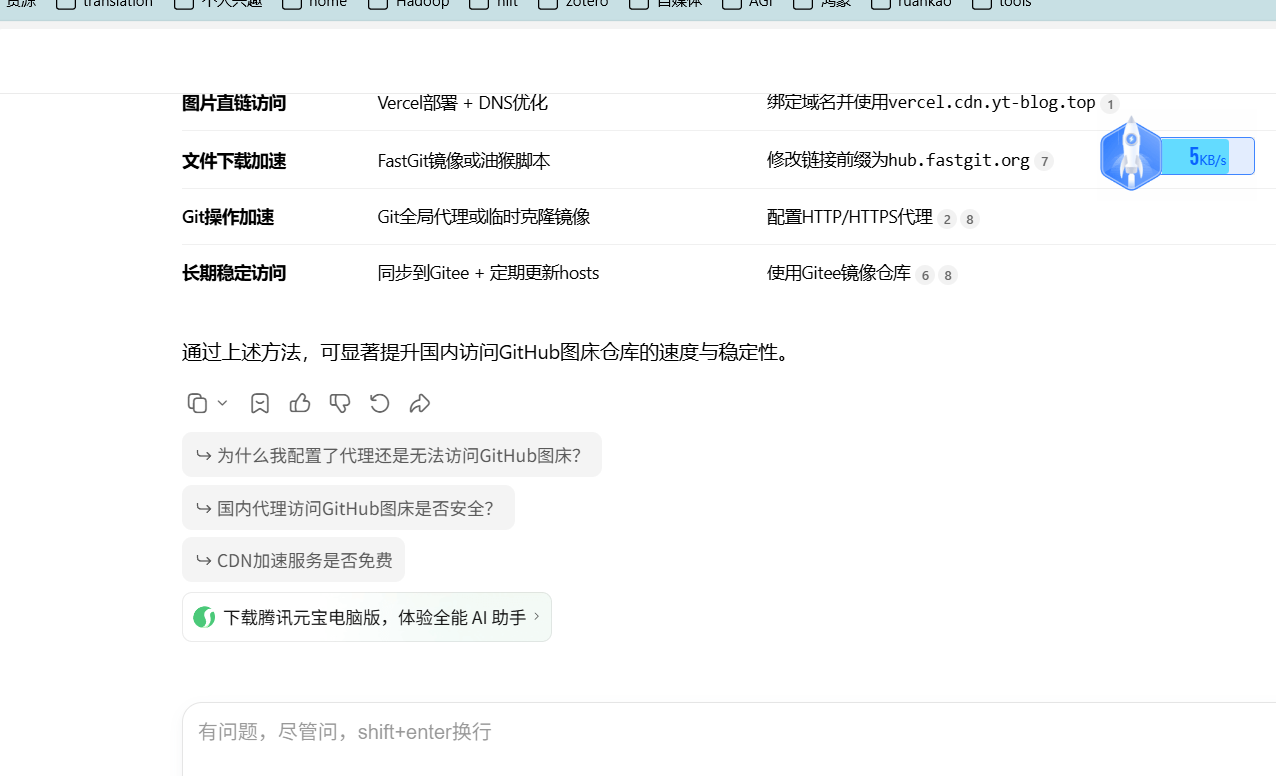 资源 translation 个人兴趣 home Hadoop hiit zotero 自媒体 AGI 鸿蒙 ruankao tools
图片直链访问 Vercel部署 + DNS优化 绑定域名并使用vercel.cdn.yt-blog.top 1
文件下载加速 FastGit镜像或油猴脚本 修改链接前缀为hub.fastgit.org 7
5KB/s
Git操作加速 Git全局代理或临时克隆镜像 配置HTTP/HTTPS代理 2 8
长期稳定访问 同步到Gitee + 定期更新hosts 使用Gitee镜像仓库 6 8
通过上述方法，可显著提升国内访问GitHub图床仓库的速度与稳定性。
为什么我配置了代理还是无法访问GitHub图床？
国内代理访问GitHub图床是否安全？
CDN加速服务是否免费
下载腾讯元宝电脑版，体验全能 AI 助手
有问题，尽管问，shift+enter换行